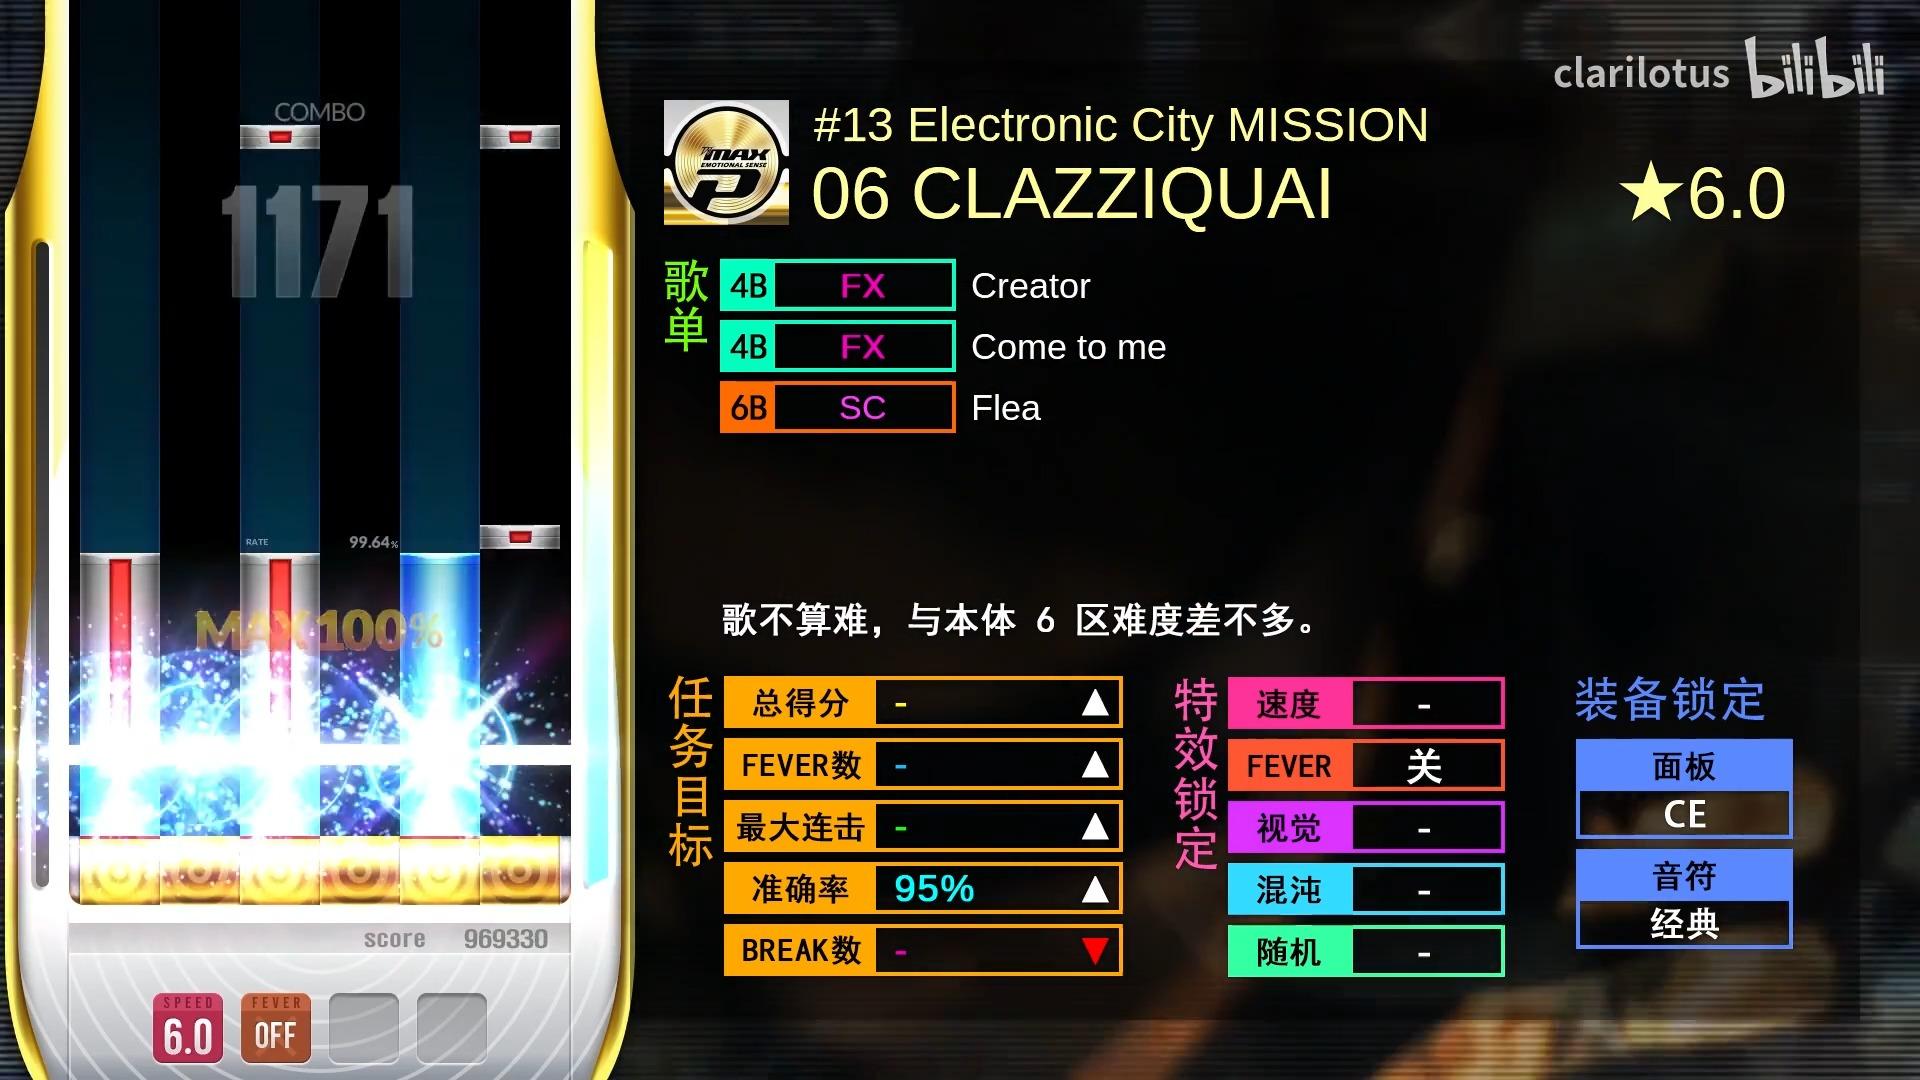 clarilotus bilibili
COMBO
1171
RATE 99.64%
MAX 100%
score 969330
SPEED
6.0
FEVER
OFF
THE MAX
EMOTIONAL SENSE
#13 Electronic City MISSION
06 CLAZZIQUAI
★6.0
歌单
4B FX Creator
4B FX Come to me
6B SC Flea
歌不算难，与本体 6 区难度差不多。
任务目标
总得分 - ▲
FEVER数 - ▲
最大连击 - ▲
准确率 95% ▲
BREAK数 - ▼
特效锁定
速度 -
FEVER 关
视觉 -
混沌 -
随机 -
装备锁定
面板
CE
音符
经典